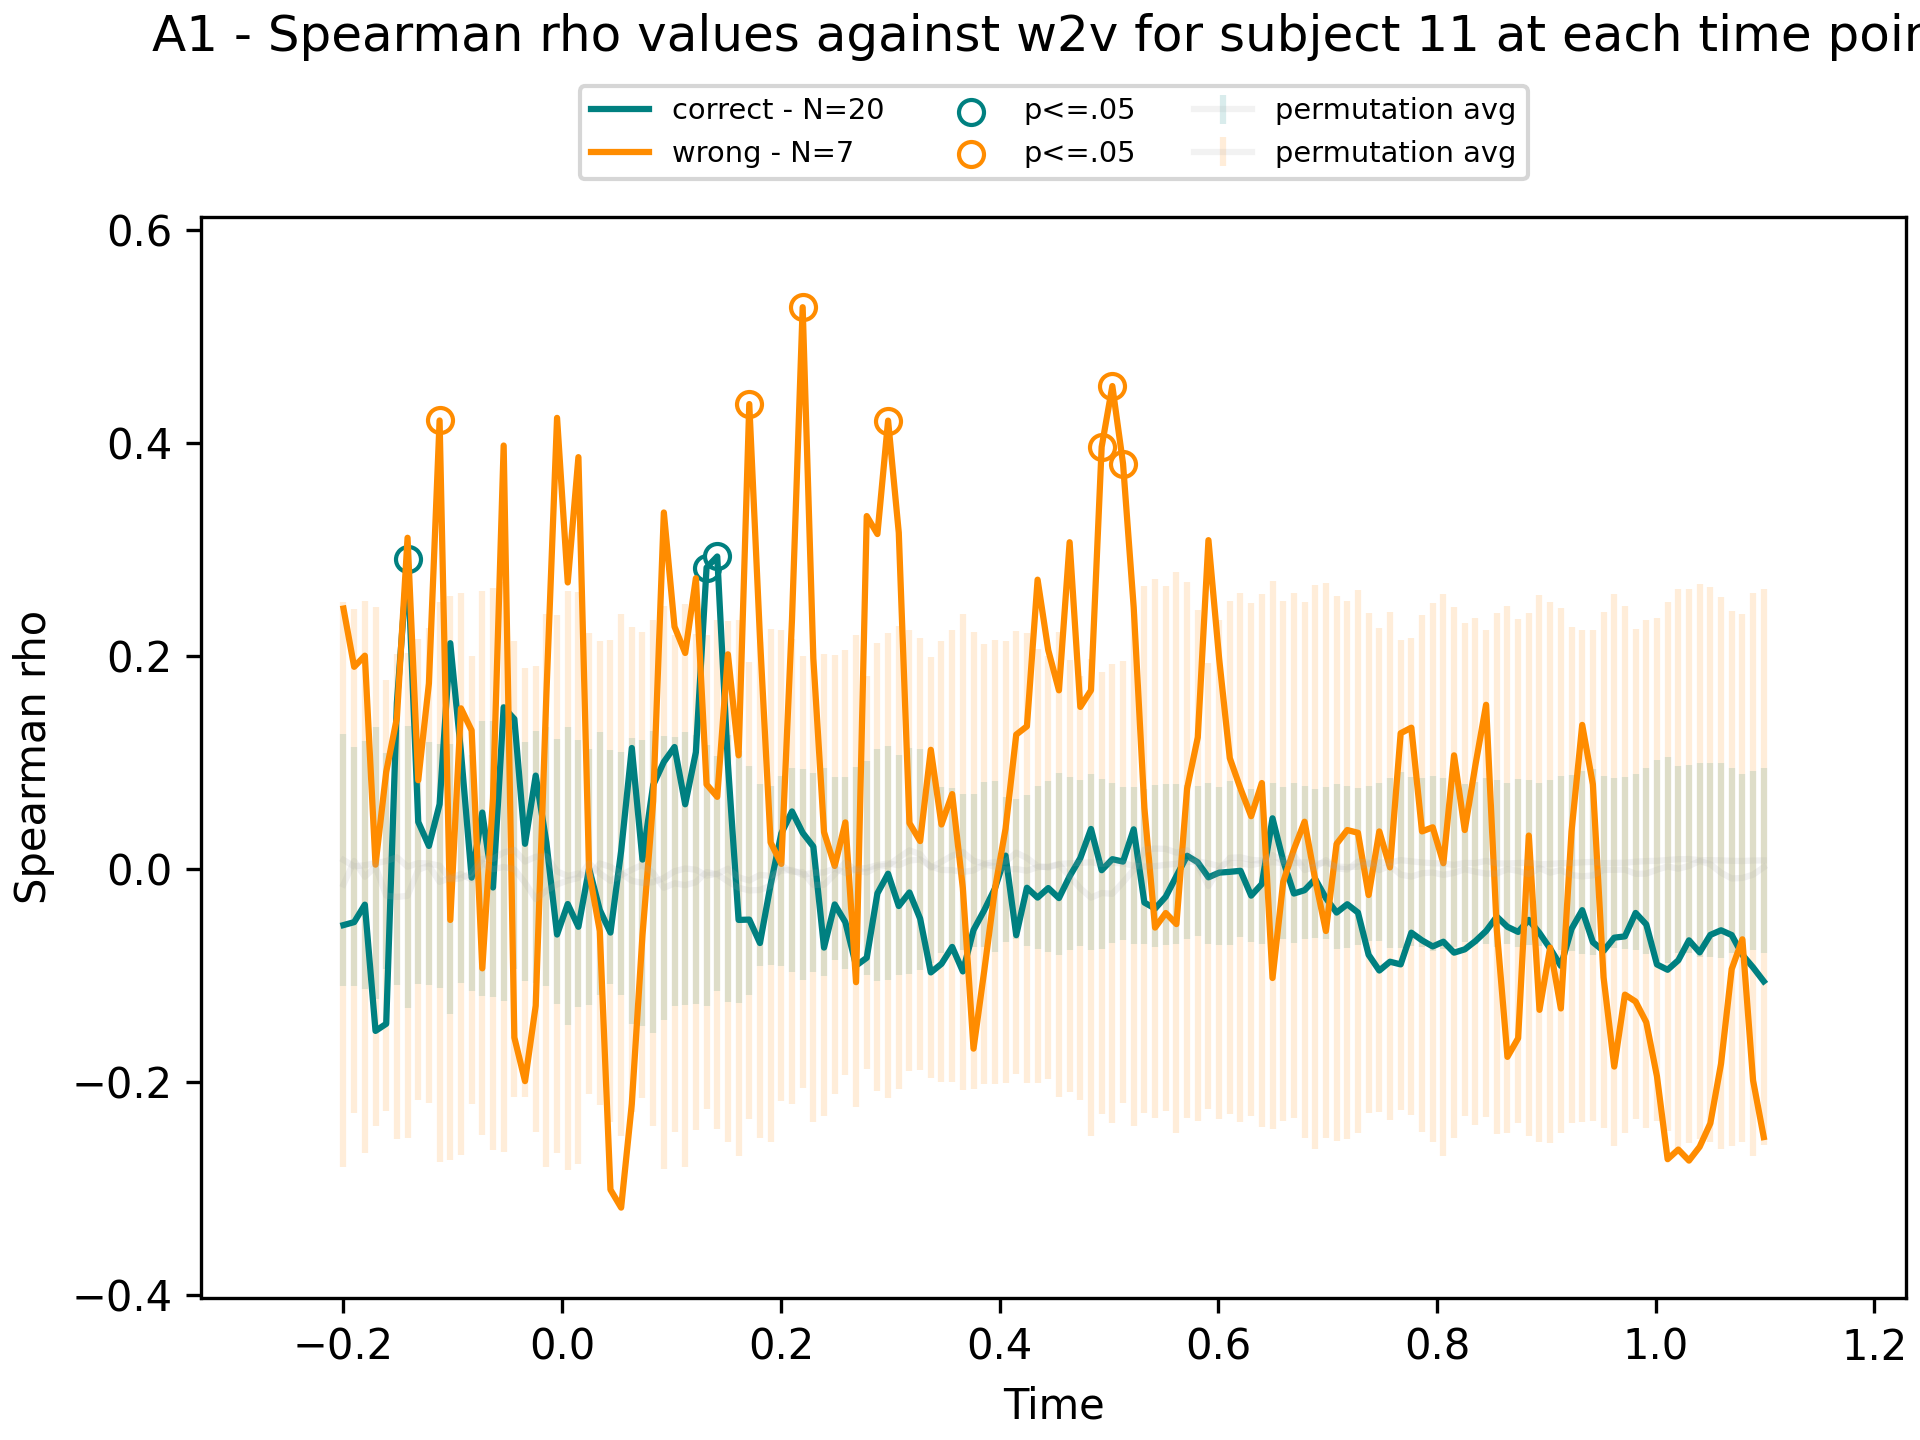 A1 - Spearman rho values against w2v for subject 11 at each time
correct - N=20 p<=.05 permutation avg
wrong - N=7 p<=.05 permutation avg
Spearman rho
0.6
0.4
0.2
0.0
−0.2
−0.4
−0.2 0.0 0.2 0.4 0.6 0.8 1.0 1.2
Time